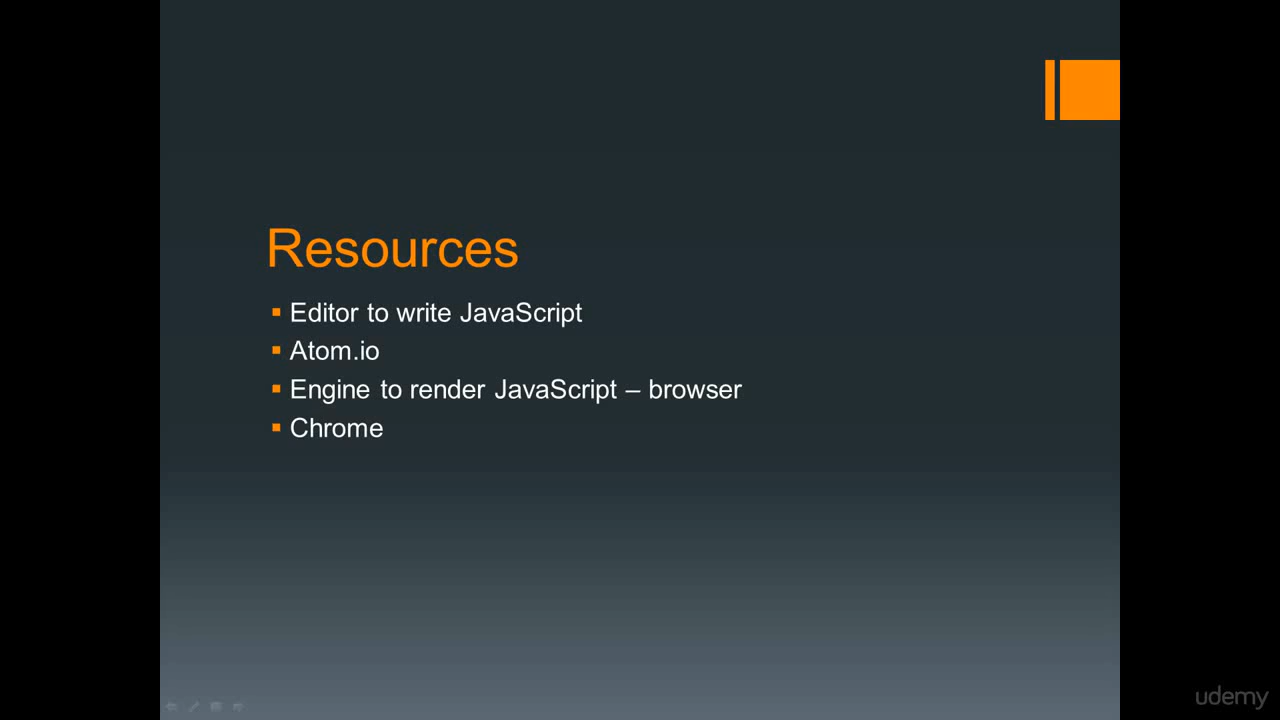 Resources
Editor to write JavaScript
Atom.io
Engine to render JavaScript – browser
Chrome
udemy